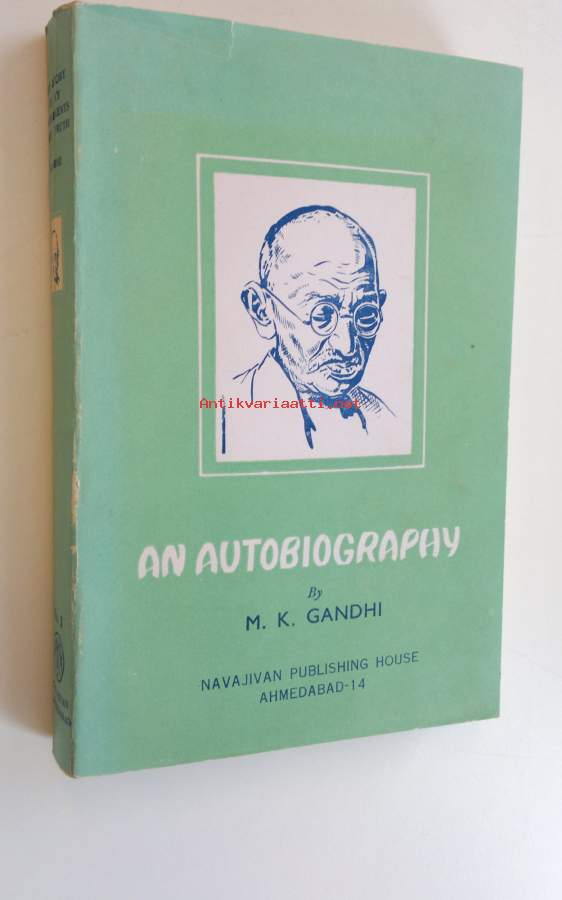 Antikvariaatti.net
AN AUTOBIOGRAPHY
By
M. K. GANDHI
NAVAJIVAN PUBLISHING HOUSE
AHMEDABAD-14